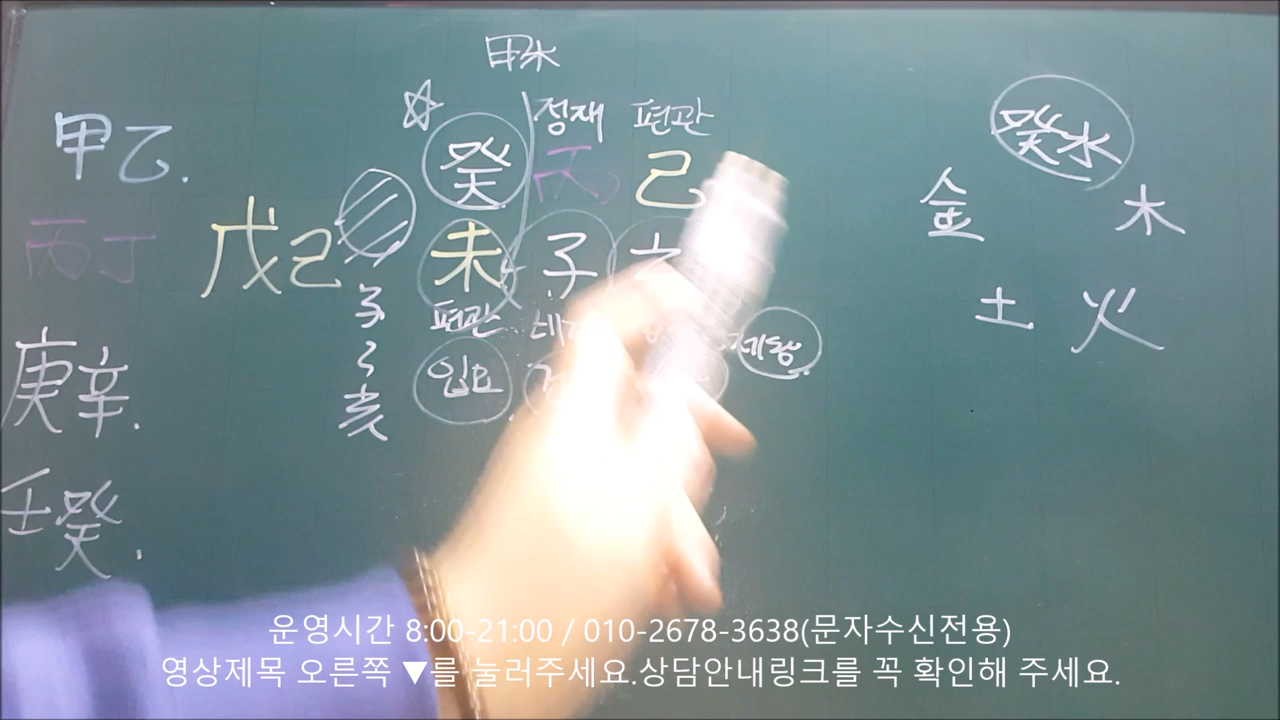 甲水
정재 편관
癸 丙 己
未 子
편관
제왕
甲乙.
丙丁
戊己
庚辛.
壬癸.
亥
癸水
金 木
土 火
운영시간 8:00-21:00 / 010-2678-3638(문자수신전용)
영상제목 오른쪽 ▼를 눌러주세요.상담안내링크를 꼭 확인해 주세요.